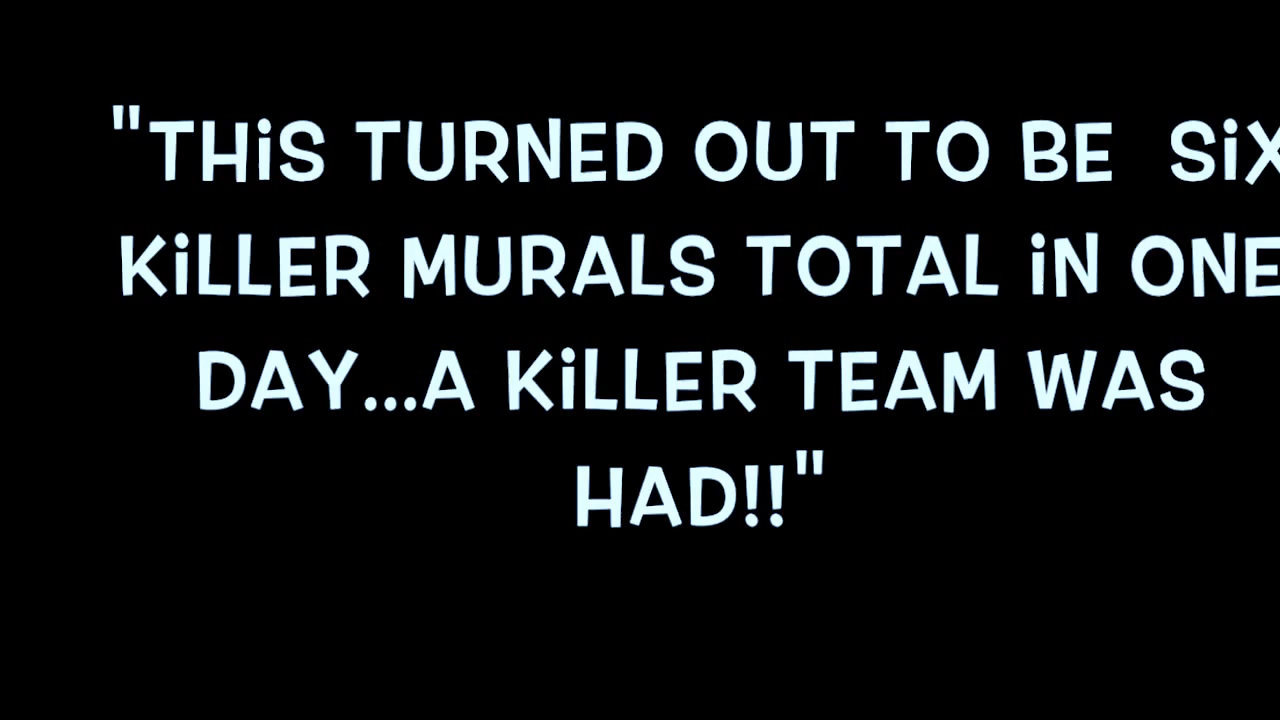 "THiS TURNED OUT TO BE  SiX
KiLLER MURALS TOTAL iN ONE
DAY...A KiLLER TEAM WAS
HAD!!"